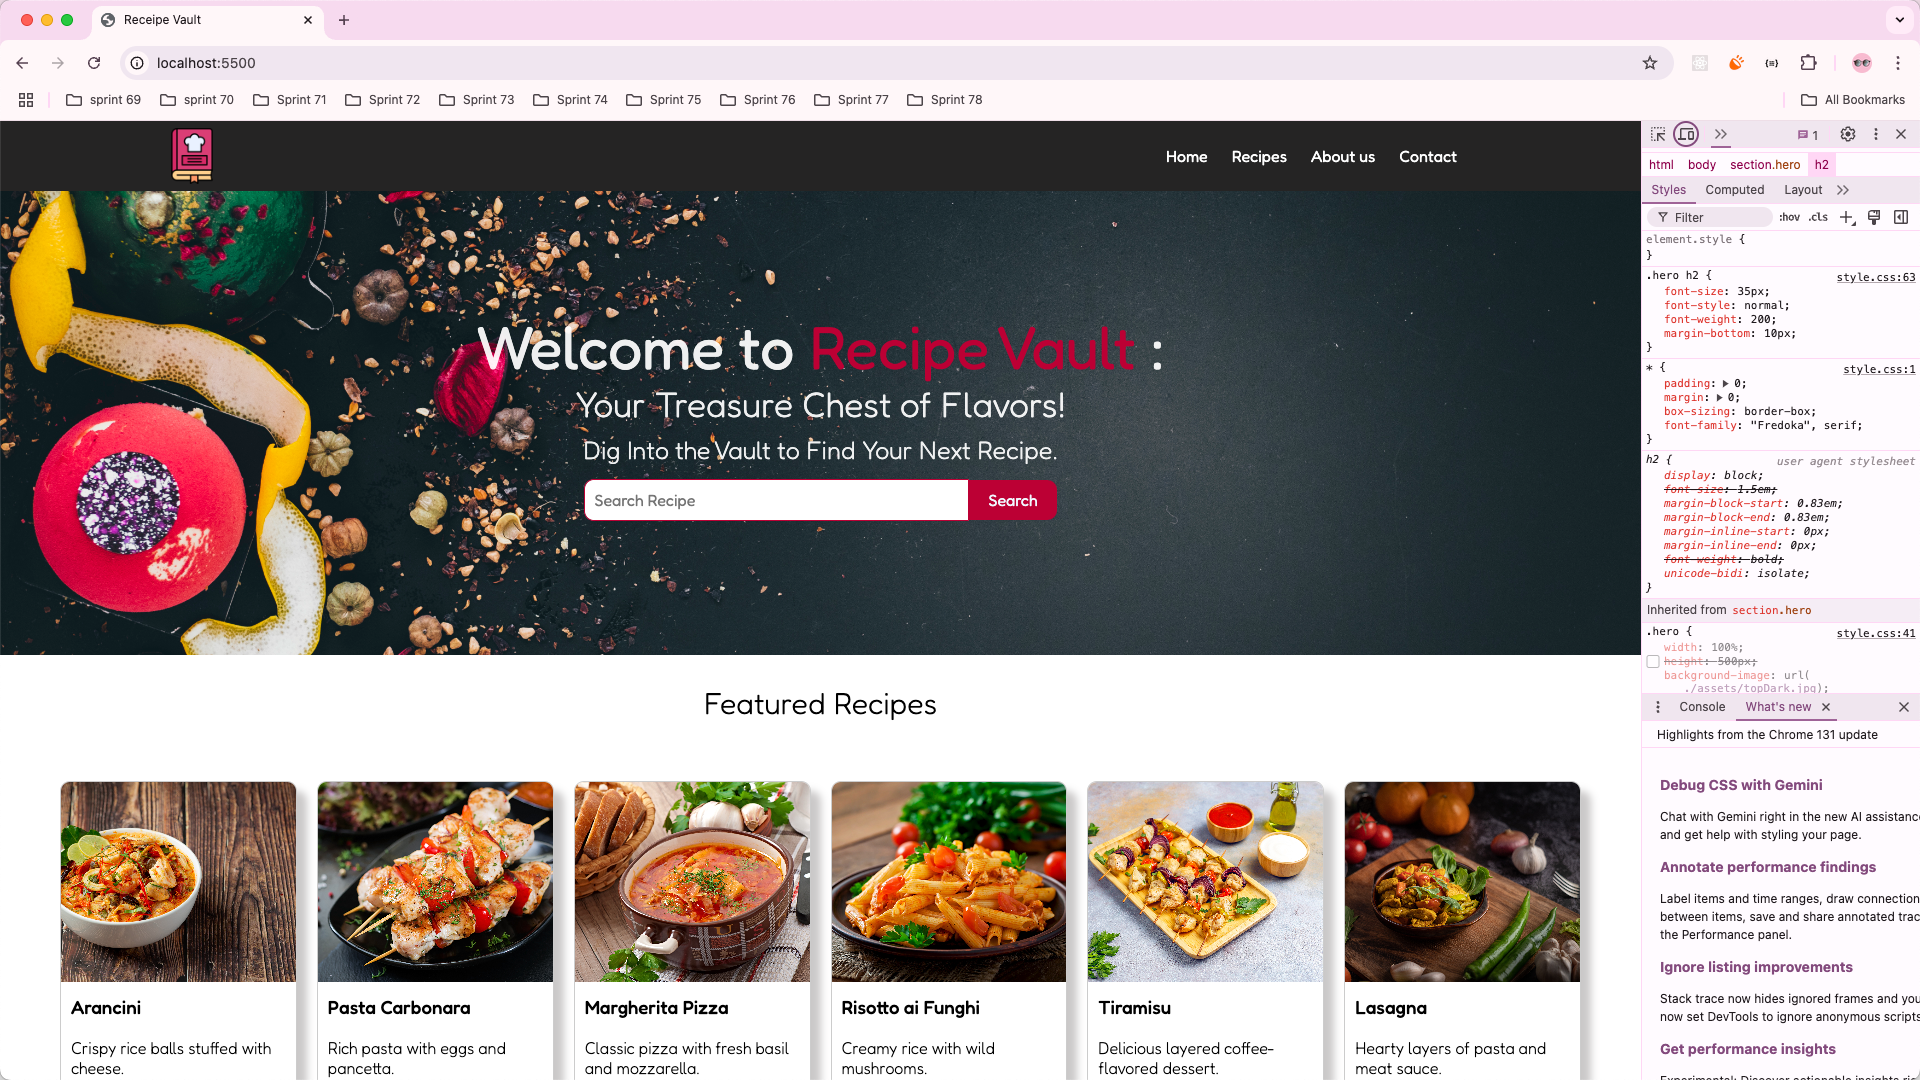 Receipe Vault
localhost:5500
sprint 69
sprint 70
Sprint 71
Sprint 72
Sprint 73
Sprint 74
Sprint 75
Sprint 76
Sprint 77
Sprint 78
All Bookmarks
Home
Recipes
About us
Contact
Welcome to Recipe Vault :
Your Treasure Chest of Flavors!
Dig Into the Vault to Find Your Next Recipe.
Search Recipe
Search
Featured Recipes
Arancini
Crispy rice balls stuffed with
cheese.
Pasta Carbonara
Rich pasta with eggs and
pancetta.
Margherita Pizza
Classic pizza with fresh basil
and mozzarella.
Risotto ai Funghi
Creamy rice with wild
mushrooms.
Tiramisu
Delicious layered coffee-
flavored dessert.
Lasagna
Hearty layers of pasta and
meat sauce.
1
html body section.hero h2
Styles Computed Layout
Filter
:hov .cls
element.style {
}
.hero h2 { style.css:63
font-size: 35px;
font-style: normal;
font-weight: 200;
margin-bottom: 10px;
}
* { style.css:1
padding: 0;
margin: 0;
box-sizing: border-box;
font-family: "Fredoka", serif;
}
h2 { user agent stylesheet
display: block;
font-size: 1.5em;
margin-block-start: 0.83em;
margin-block-end: 0.83em;
margin-inline-start: 0px;
margin-inline-end: 0px;
font-weight: bold;
unicode-bidi: isolate;
}
Inherited from section.hero
.hero { style.css:41
width: 100%;
height: 500px;
background-image: url(
./assets/topDark.jpg);
Console What's new
Highlights from the Chrome 131 update
Debug CSS with Gemini
Chat with Gemini right in the new AI assistance
and get help with styling your page.
Annotate performance findings
Label items and time ranges, draw connection
between items, save and share annotated trac
the Performance panel.
Ignore listing improvements
Stack trace now hides ignored frames and you
now set DevTools to ignore anonymous scripts
Get performance insights